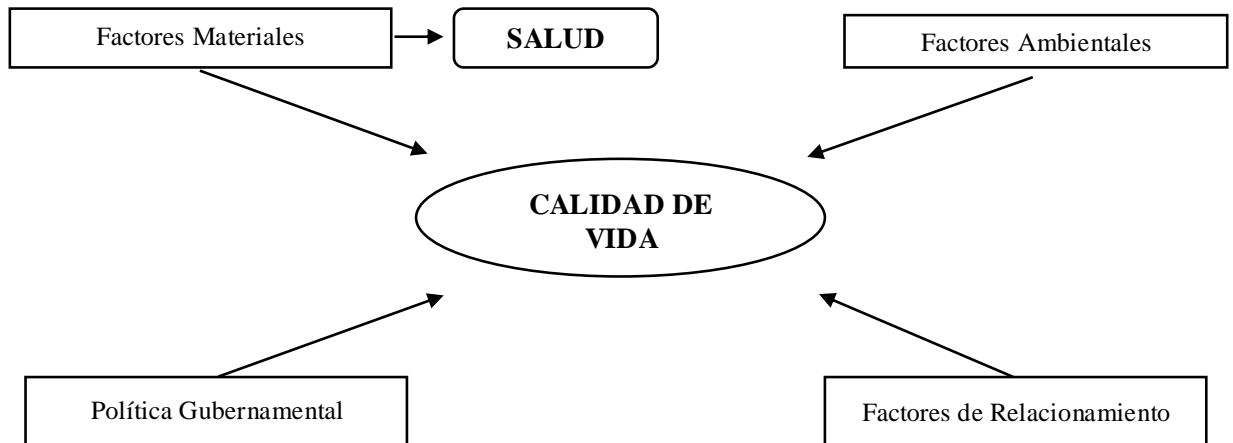 Factores Materiales
SALUD
Factores Ambientales
CALIDAD DE
VIDA
Política Gubernamental
Factores de Relacionamiento